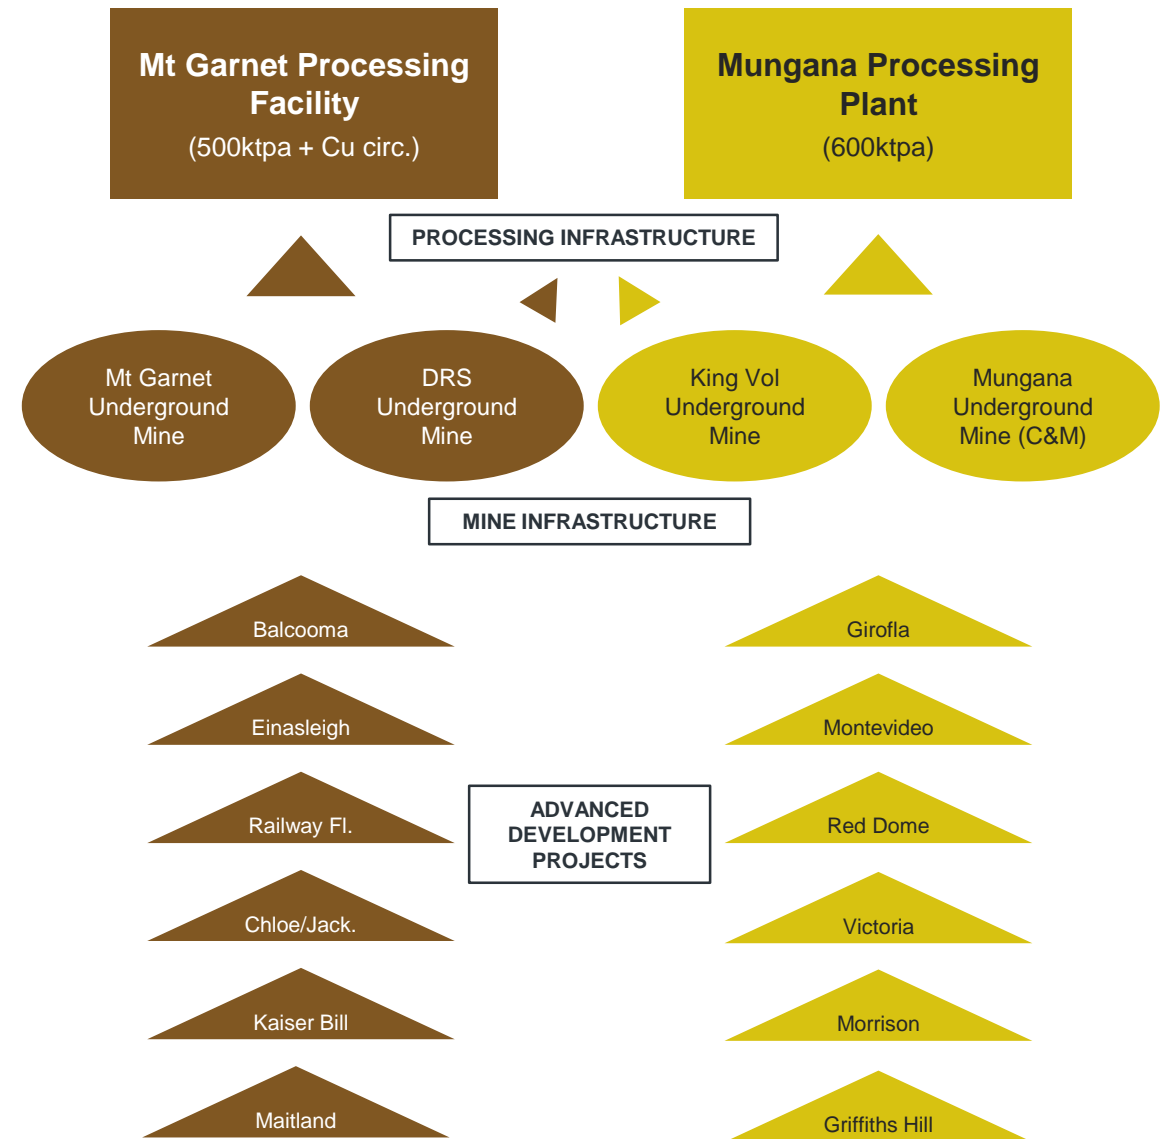 Mt Garnet Processing
Facility
(500ktpa + Cu circ.)
Mungana Processing
Plant
(600ktpa)
PROCESSING INFRASTRUCTURE
Mt Garnet
Underground
Mine
DRS
Underground
Mine
King Vol
Underground
Mine
Mungana
Underground
Mine (C&M)
MINE INFRASTRUCTURE
Balcooma
Girofla
Einasleigh
Montevideo
Railway Fl.
ADVANCED
DEVELOPMENT
PROJECTS
Red Dome
Chloe/Jack.
Victoria
Kaiser Bill
Morrison
Maitland
Griffiths Hill